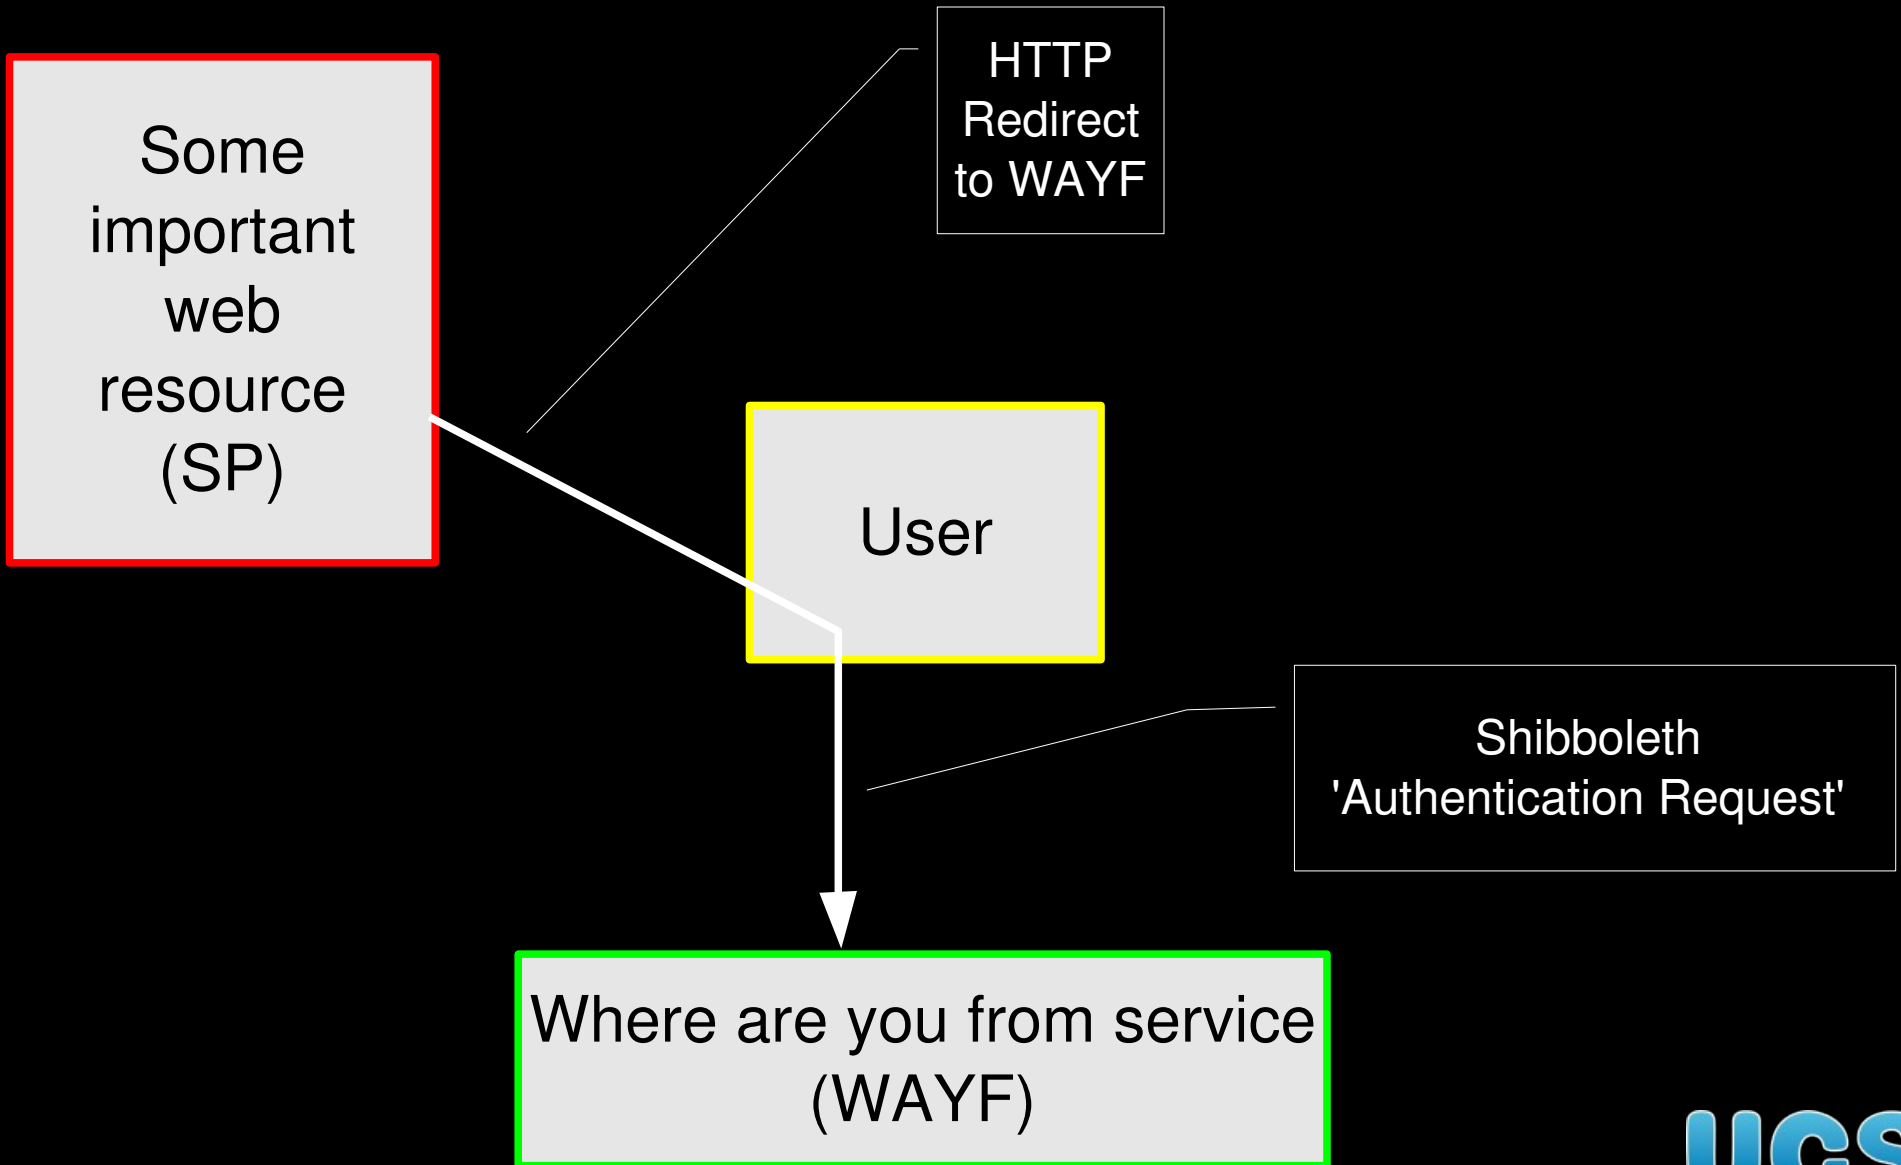 Some
important
web
resource
(SP)
HTTP
Redirect
to WAYF
User
Shibboleth
'Authentication Request'
Where are you from service
(WAYF)
UCS